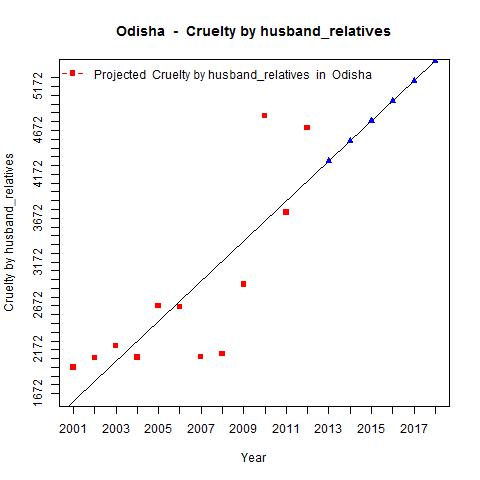 Odisha - Cruelty by husband_relatives
Projected Cruelty by husband_relatives in Odisha
Cruelty by husband_relatives
5172
4672
4172
3672
3172
2672
2172
1672
2001 2003 2005 2007 2009 2011 2013 2015 2017
Year